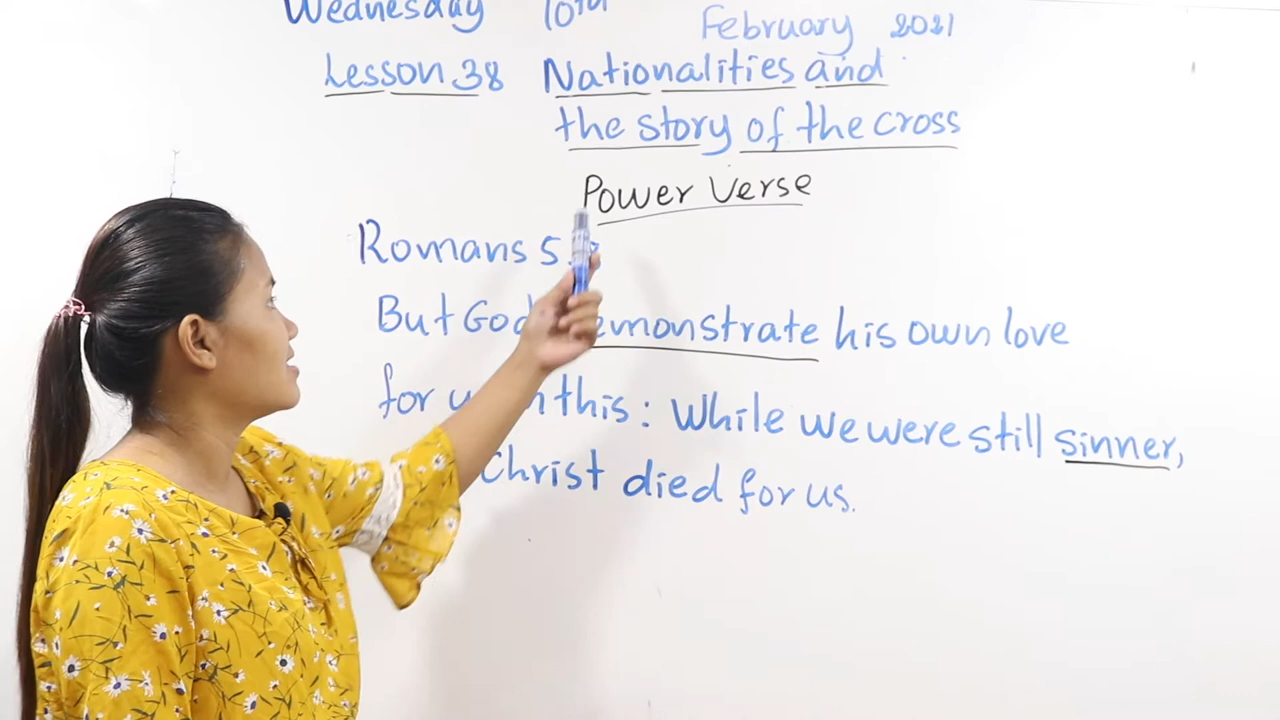 Wednesday 10th
February 2021
Lesson 38 Nationalities and
the story of the cross
Power Verse
Romans 5
But God emonstrate his own love
for this : While we were still sinner,
Christ died for us.